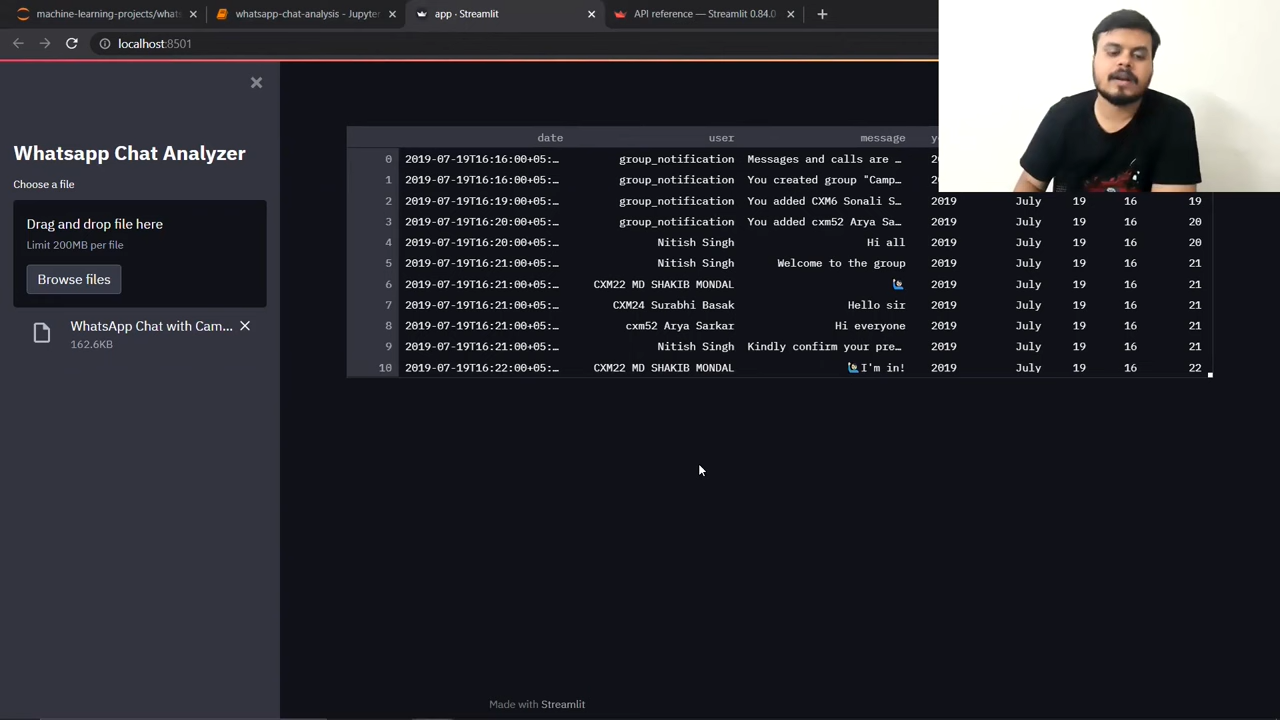 machine-learning-projects/whats
whatsapp-chat-analysis - Jupyter
app · Streamlit
API reference — Streamlit 0.84.0
localhost:8501
Whatsapp Chat Analyzer
Choose a file
Drag and drop file here
Limit 200MB per file
Browse files
WhatsApp Chat with Cam...
162.6KB
date user message
0 2019-07-19T16:16:00+05:… group_notification Messages and calls are …
1 2019-07-19T16:16:00+05:… group_notification You created group "Camp…
2 2019-07-19T16:19:00+05:… group_notification You added CXM6 Sonali S… 2019 July 19 16 19
3 2019-07-19T16:20:00+05:… group_notification You added cxm52 Arya Sa… 2019 July 19 16 20
4 2019-07-19T16:20:00+05:… Nitish Singh Hi all 2019 July 19 16 20
5 2019-07-19T16:21:00+05:… Nitish Singh Welcome to the group 2019 July 19 16 21
6 2019-07-19T16:21:00+05:… CXM22 MD SHAKIB MONDAL 2019 July 19 16 21
7 2019-07-19T16:21:00+05:… CXM24 Surabhi Basak Hello sir 2019 July 19 16 21
8 2019-07-19T16:21:00+05:… cxm52 Arya Sarkar Hi everyone 2019 July 19 16 21
9 2019-07-19T16:21:00+05:… Nitish Singh Kindly confirm your pre… 2019 July 19 16 21
10 2019-07-19T16:22:00+05:… CXM22 MD SHAKIB MONDAL I'm in! 2019 July 19 16 22
Made with Streamlit